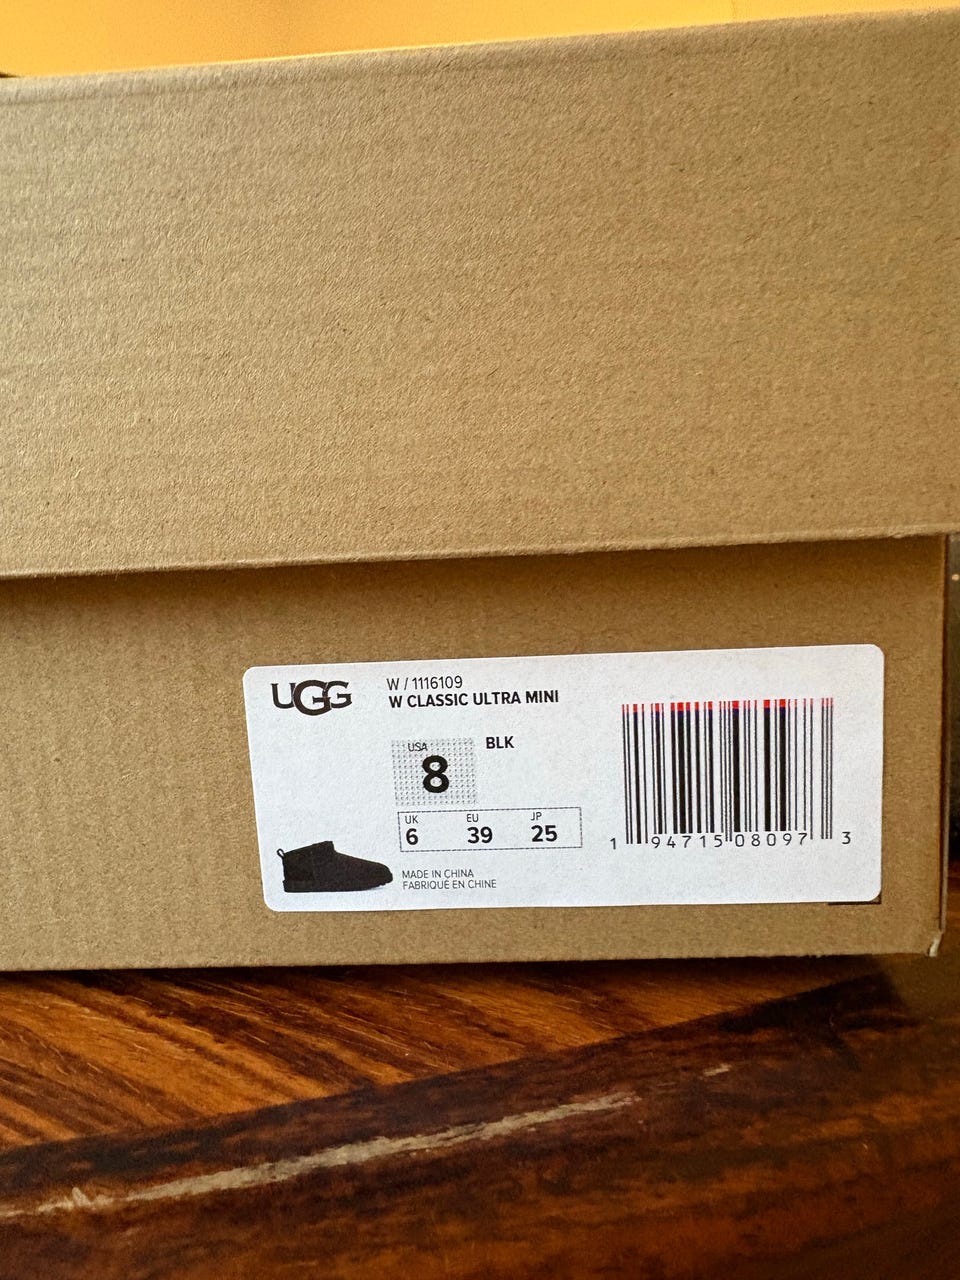 UGG
W / 1116109
W CLASSIC ULTRA MINI
USA
8
BLK
UK EU JP
6 39 25
MADE IN CHINA
FABRIQUÉ EN CHINE
1 94715 08097 3